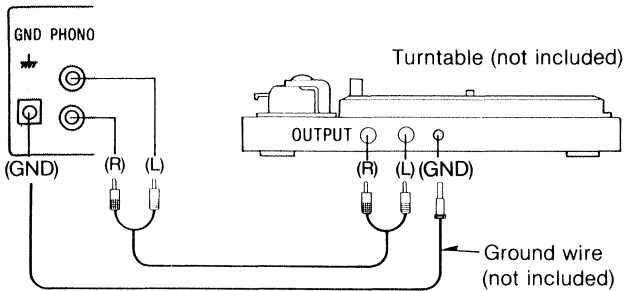 GND PHONO
Turntable (not included)
OUTPUT
(GND)
(R)
(L)
(R)
(L)
(GND)
Ground wire
(not included)